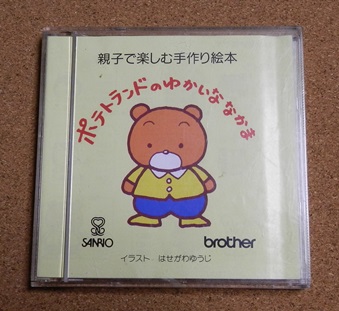 親子で楽しむ手作り絵本
ポテトランドのゆかいななかま
SANRIO
brother
イラスト はせがわゆうじ